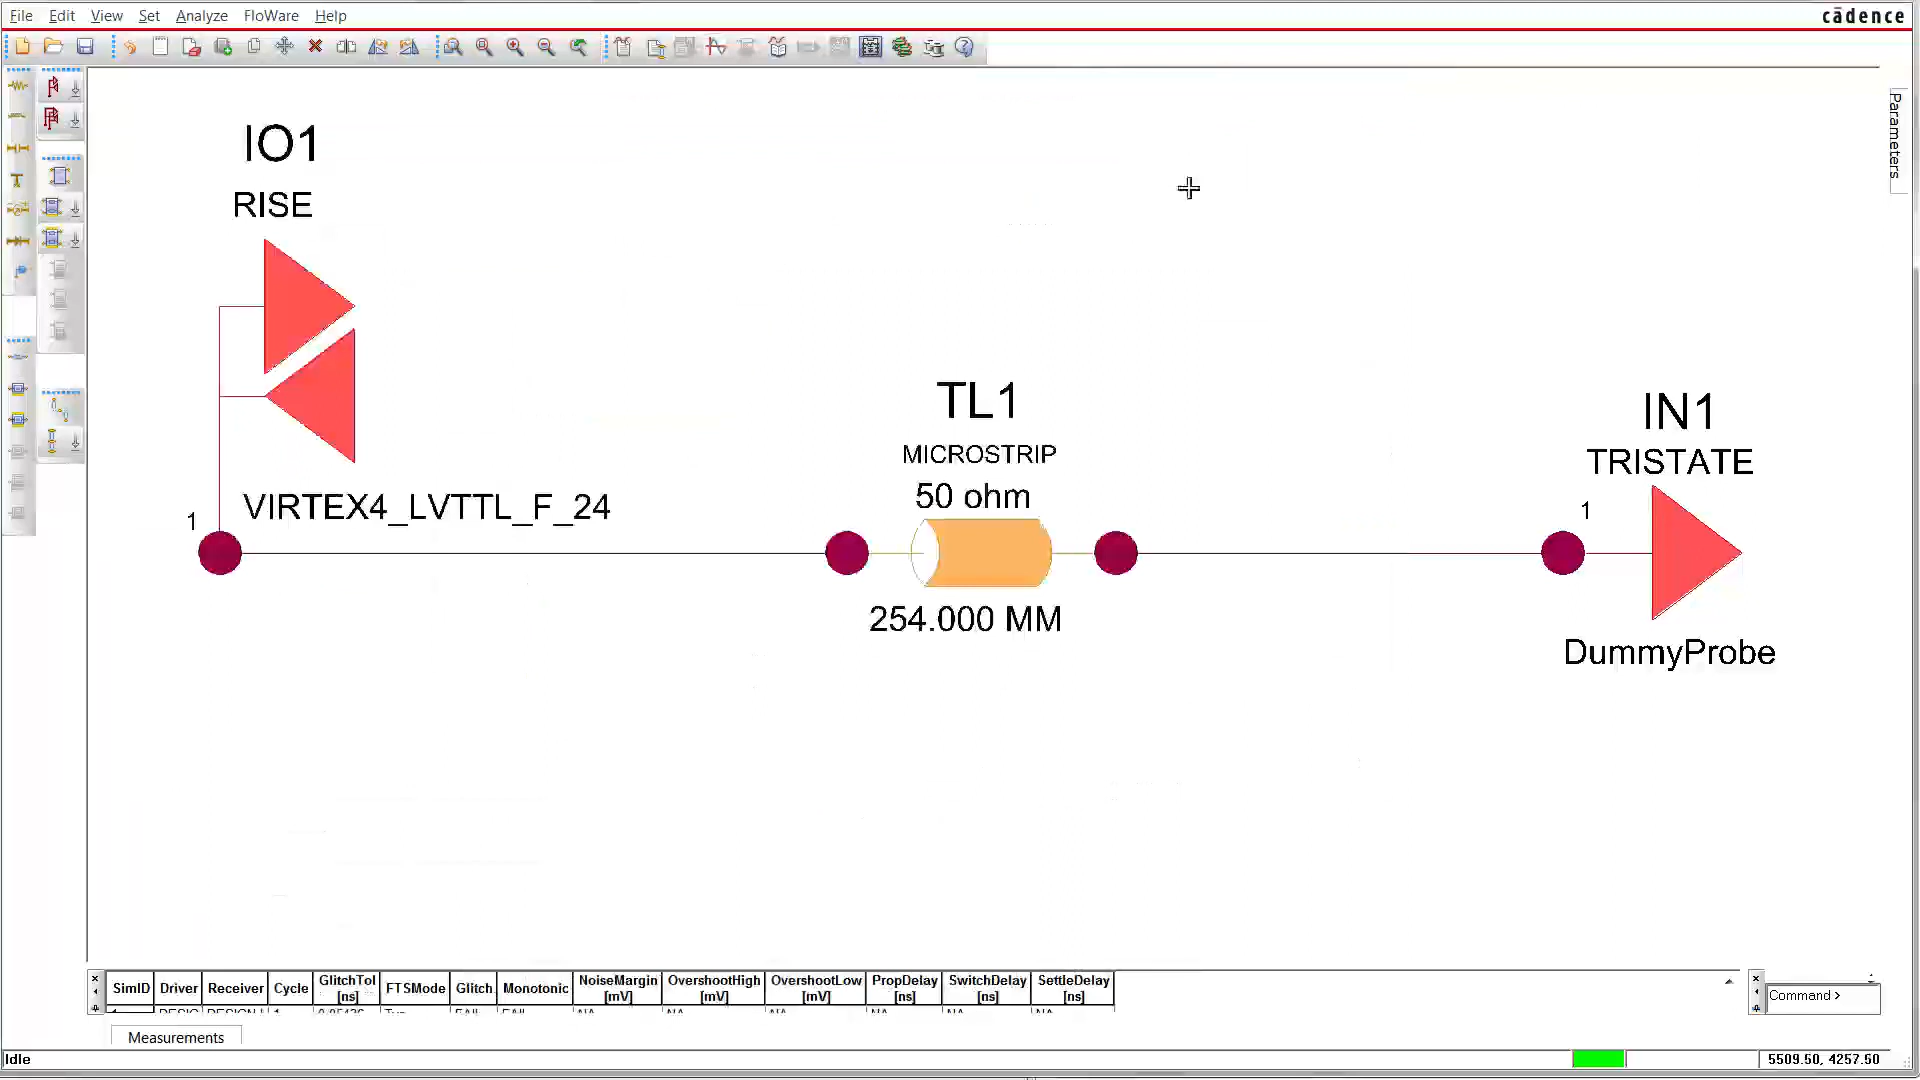 File Edit View Set Analyze FloWare Help
cādence
Parameters
IO1
RISE
VIRTEX4_LVTTL_F_24
1
TL1
MICROSTRIP
50 ohm
254.000 MM
IN1
TRISTATE
1
DummyProbe
SimID Driver Receiver Cycle GlitchTol [ns] FTSMode Glitch Monotonic NoiseMargin [mV] OvershootHigh [mV] OvershootLow [mV] PropDelay [ns] SwitchDelay [ns] SettleDelay [ns]
Command >
Measurements
Idle
5509.50, 4257.50